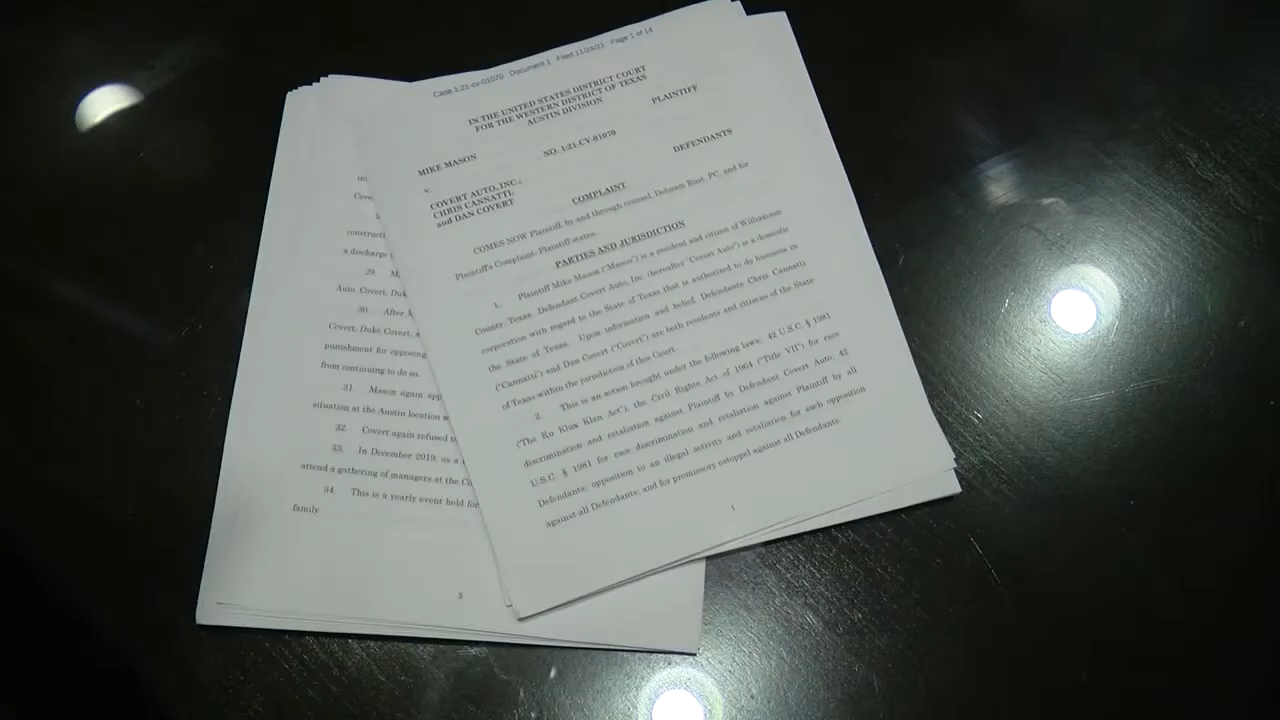 Case 1:21-cv-01070 Document 1 Filed 11/24/21 Page 1 of 14
IN THE UNITED STATES DISTRICT COURT
FOR THE WESTERN DISTRICT OF TEXAS
AUSTIN DIVISION
MIKE MASON
PLAINTIFF
v.
NO. 1:21-CV-01070
COVERT AUTO, INC.;
CHRIS CANNATTI;
and DAN COVERT
DEFENDANTS
COMPLAINT
COMES NOW Plaintiff, by and through counsel, Debnam Rust, PC, and for
Plaintiff's Complaint, Plaintiff states:
PARTIES AND JURISDICTION
1. Plaintiff Mike Mason ("Mason") is a resident and citizen of Williamson
County, Texas. Defendant Covert Auto, Inc. (hereafter "Covert Auto") is a domestic
corporation with regard to the State of Texas that is authorized to do business in
the State of Texas. Upon information and belief, Defendants Chris Cannatti
("Cannatti") and Dan Covert ("Covert") are both residents and citizens of the State
of Texas within the jurisdiction of this Court.
2. This is an action brought under the following laws: 42 U.S.C. § 1981
("The Ku Klux Klan Act"), the Civil Rights Act of 1964 ("Title VII") for race
discrimination and retaliation against Plaintiff by Defendant Covert Auto; 42
U.S.C. § 1981 for race discrimination and retaliation against Plaintiff by all
Defendants; opposition to an illegal activity and retaliation for such opposition
against all Defendants; and for promissory estoppel against all Defendants.
1
constructi
a discharge
29. M
Auto, Covert, Duk
30. After M
Covert, Duke Covert, a
punishment for opposing
from continuing to do so.
31. Mason again app
situation at the Austin location w
32. Covert again refused to
33. In December 2019, as a
attend a gathering of managers at the Co
34. This is a yearly event held for
family
5